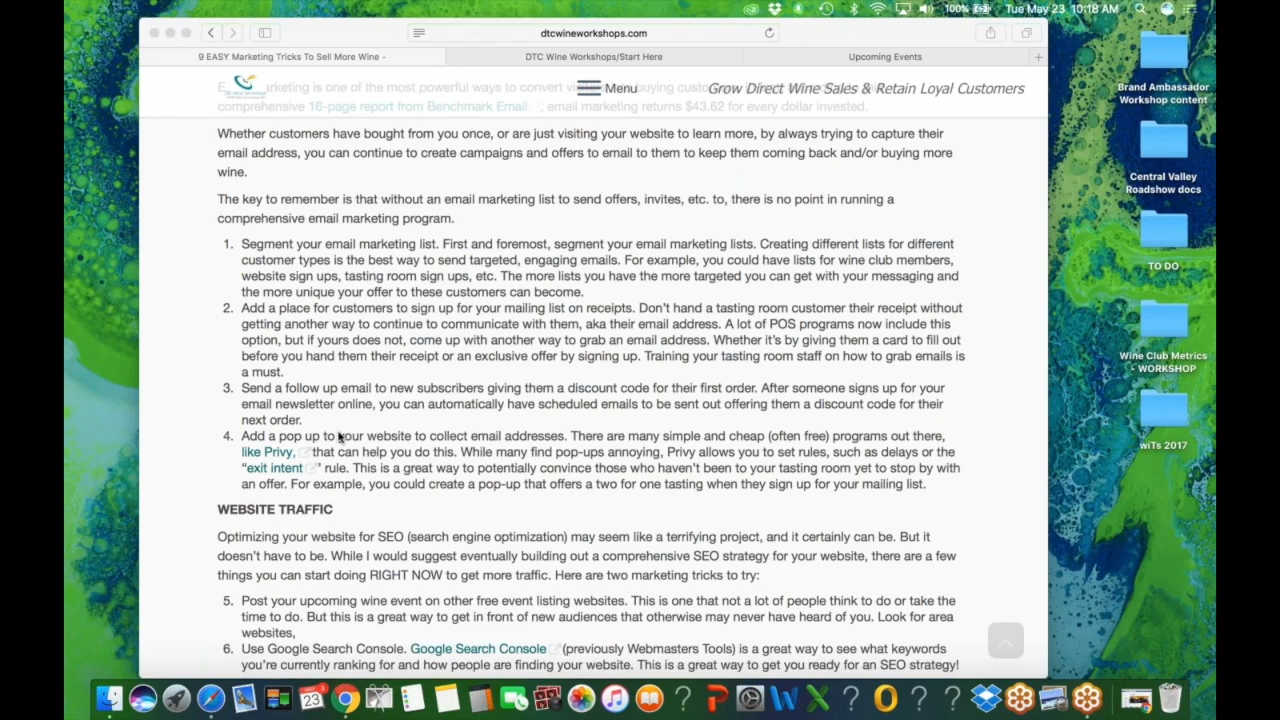 100% Tue May 23 10:18 AM
dtcwineworkshops.com
9 EASY Marketing Tricks To Sell More Wine -
DTC Wine Workshops/Start Here
Upcoming Events
Menu
Grow Direct Wine Sales & Retain Loyal Customers
rketing is one of the most powerful ways to convert
comprehensive 16-page report from Benchmark Email , email marketing returns $43.62 for every dollar invested.
Whether customers have bought from you once, or are just visiting your website to learn more, by always trying to capture their
email address, you can continue to create campaigns and offers to email to them to keep them coming back and/or buying more
wine.
The key to remember is that without an email marketing list to send offers, invites, etc. to, there is no point in running a
comprehensive email marketing program.
1. Segment your email marketing list. First and foremost, segment your email marketing lists. Creating different lists for different
customer types is the best way to send targeted, engaging emails. For example, you could have lists for wine club members,
website sign ups, tasting room sign ups, etc. The more lists you have the more targeted you can get with your messaging and
the more unique your offer to these customers can become.
2. Add a place for customers to sign up for your mailing list on receipts. Don't hand a tasting room customer their receipt without
getting another way to continue to communicate with them, aka their email address. A lot of POS programs now include this
option, but if yours does not, come up with another way to grab an email address. Whether it's by giving them a card to fill out
before you hand them their receipt or an exclusive offer by signing up. Training your tasting room staff on how to grab emails is
a must.
3. Send a follow up email to new subscribers giving them a discount code for their first order. After someone signs up for your
email newsletter online, you can automatically have scheduled emails to be sent out offering them a discount code for their
next order.
4. Add a pop up to your website to collect email addresses. There are many simple and cheap (often free) programs out there,
like Privy, that can help you do this. While many find pop-ups annoying, Privy allows you to set rules, such as delays or the
“exit intent ” rule. This is a great way to potentially convince those who haven't been to your tasting room yet to stop by with
an offer. For example, you could create a pop-up that offers a two for one tasting when they sign up for your mailing list.
WEBSITE TRAFFIC
Optimizing your website for SEO (search engine optimization) may seem like a terrifying project, and it certainly can be. But it
doesn't have to be. While I would suggest eventually building out a comprehensive SEO strategy for your website, there are a few
things you can start doing RIGHT NOW to get more traffic. Here are two marketing tricks to try:
5. Post your upcoming wine event on other free event listing websites. This is one that not a lot of people think to do or take the
time to do. But this is a great way to get in front of new audiences that otherwise may never have heard of you. Look for area
websites,
6. Use Google Search Console. Google Search Console (previously Webmasters Tools) is a great way to see what keywords
you're currently ranking for and how people are finding your website. This is a great way to get you ready for an SEO strategy!
Brand Ambassador
Workshop content
Central Valley
Roadshow docs
TO DO
Wine Club Metrics
- WORKSHOP
wiTs 2017